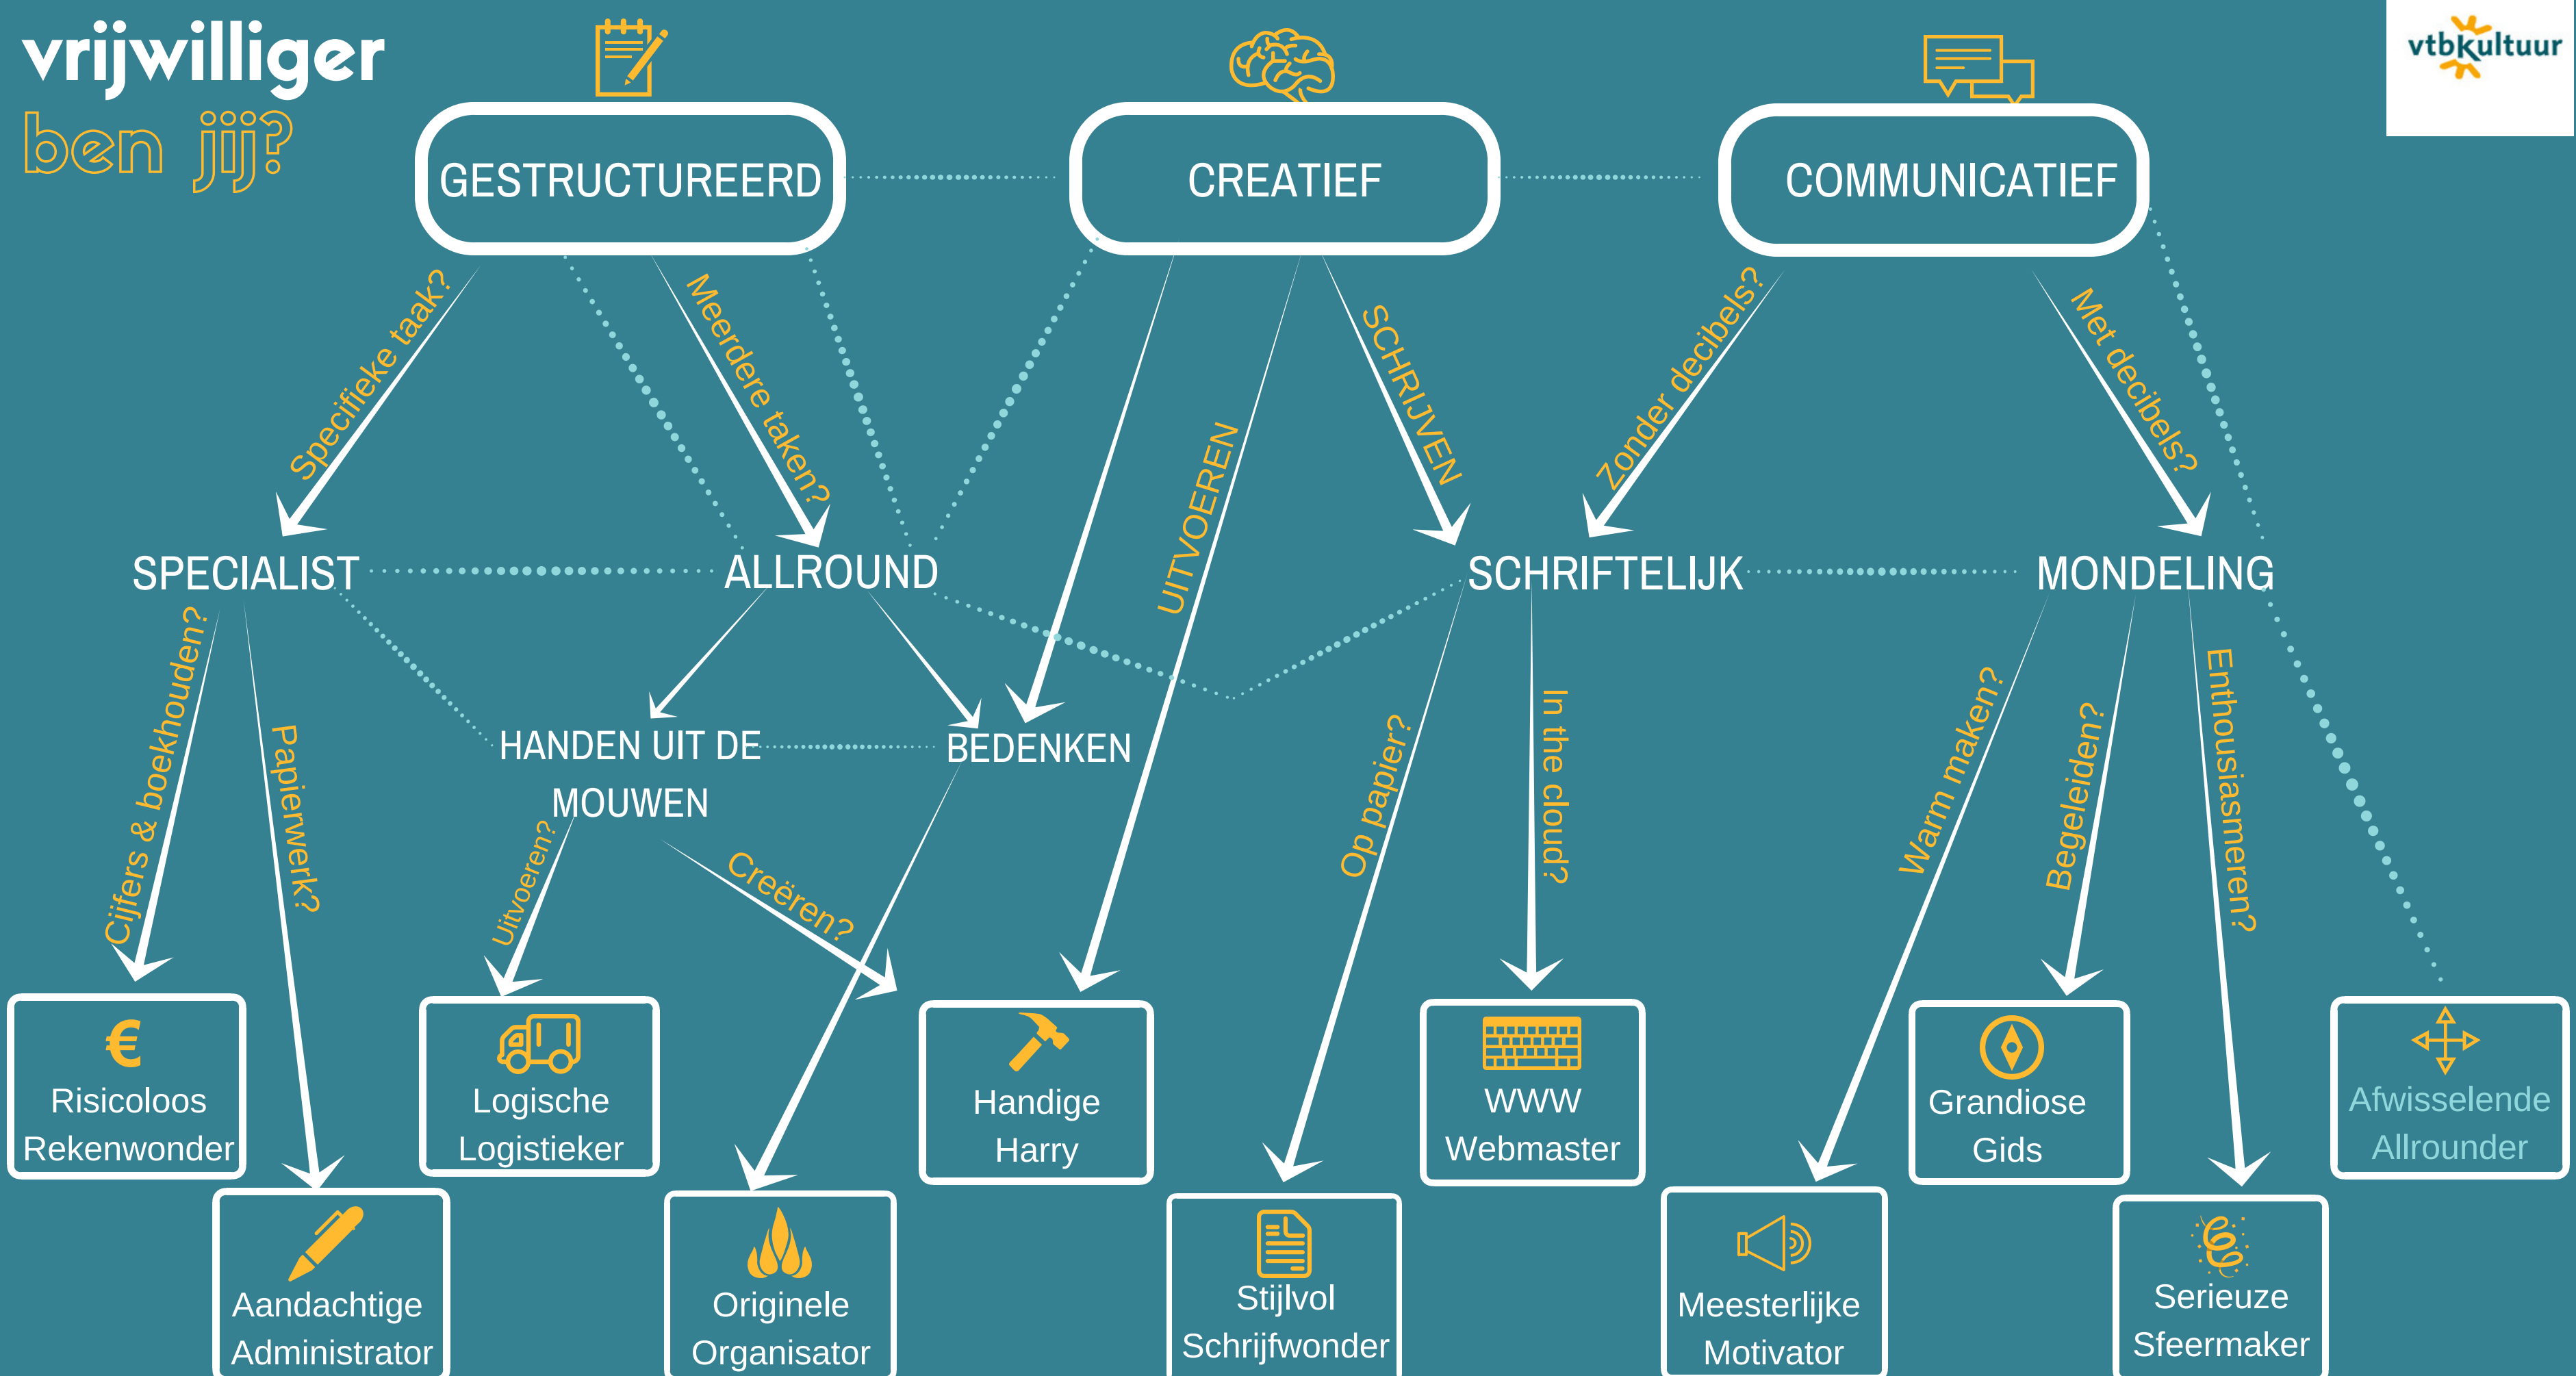 vrijwilliger
ben jij?
vtbKultuur
GESTRUCTUREERD
CREATIEF
COMMUNICATIEF
Specifieke taak?
Meerdere taken?
UITVOEREN
SCHRIJVEN
Zonder decibels?
Met decibels?
SPECIALIST
ALLROUND
SCHRIFTELIJK
MONDELING
HANDEN UIT DE
MOUWEN
BEDENKEN
Cijfers & boekhouden?
Papierwerk?
Uitvoeren?
Creëren?
Op papier?
In the cloud?
Warm maken?
Begeleiden?
Enthousiasmeren?
€
Risicoloos
Rekenwonder
Logische
Logistieker
Handige
Harry
WWW
Webmaster
Grandiose
Gids
Afwisselende
Allrounder
Aandachtige
Administrator
Originele
Organisator
Stijlvol
Schrijfwonder
Meesterlijke
Motivator
Serieuze
Sfeermaker